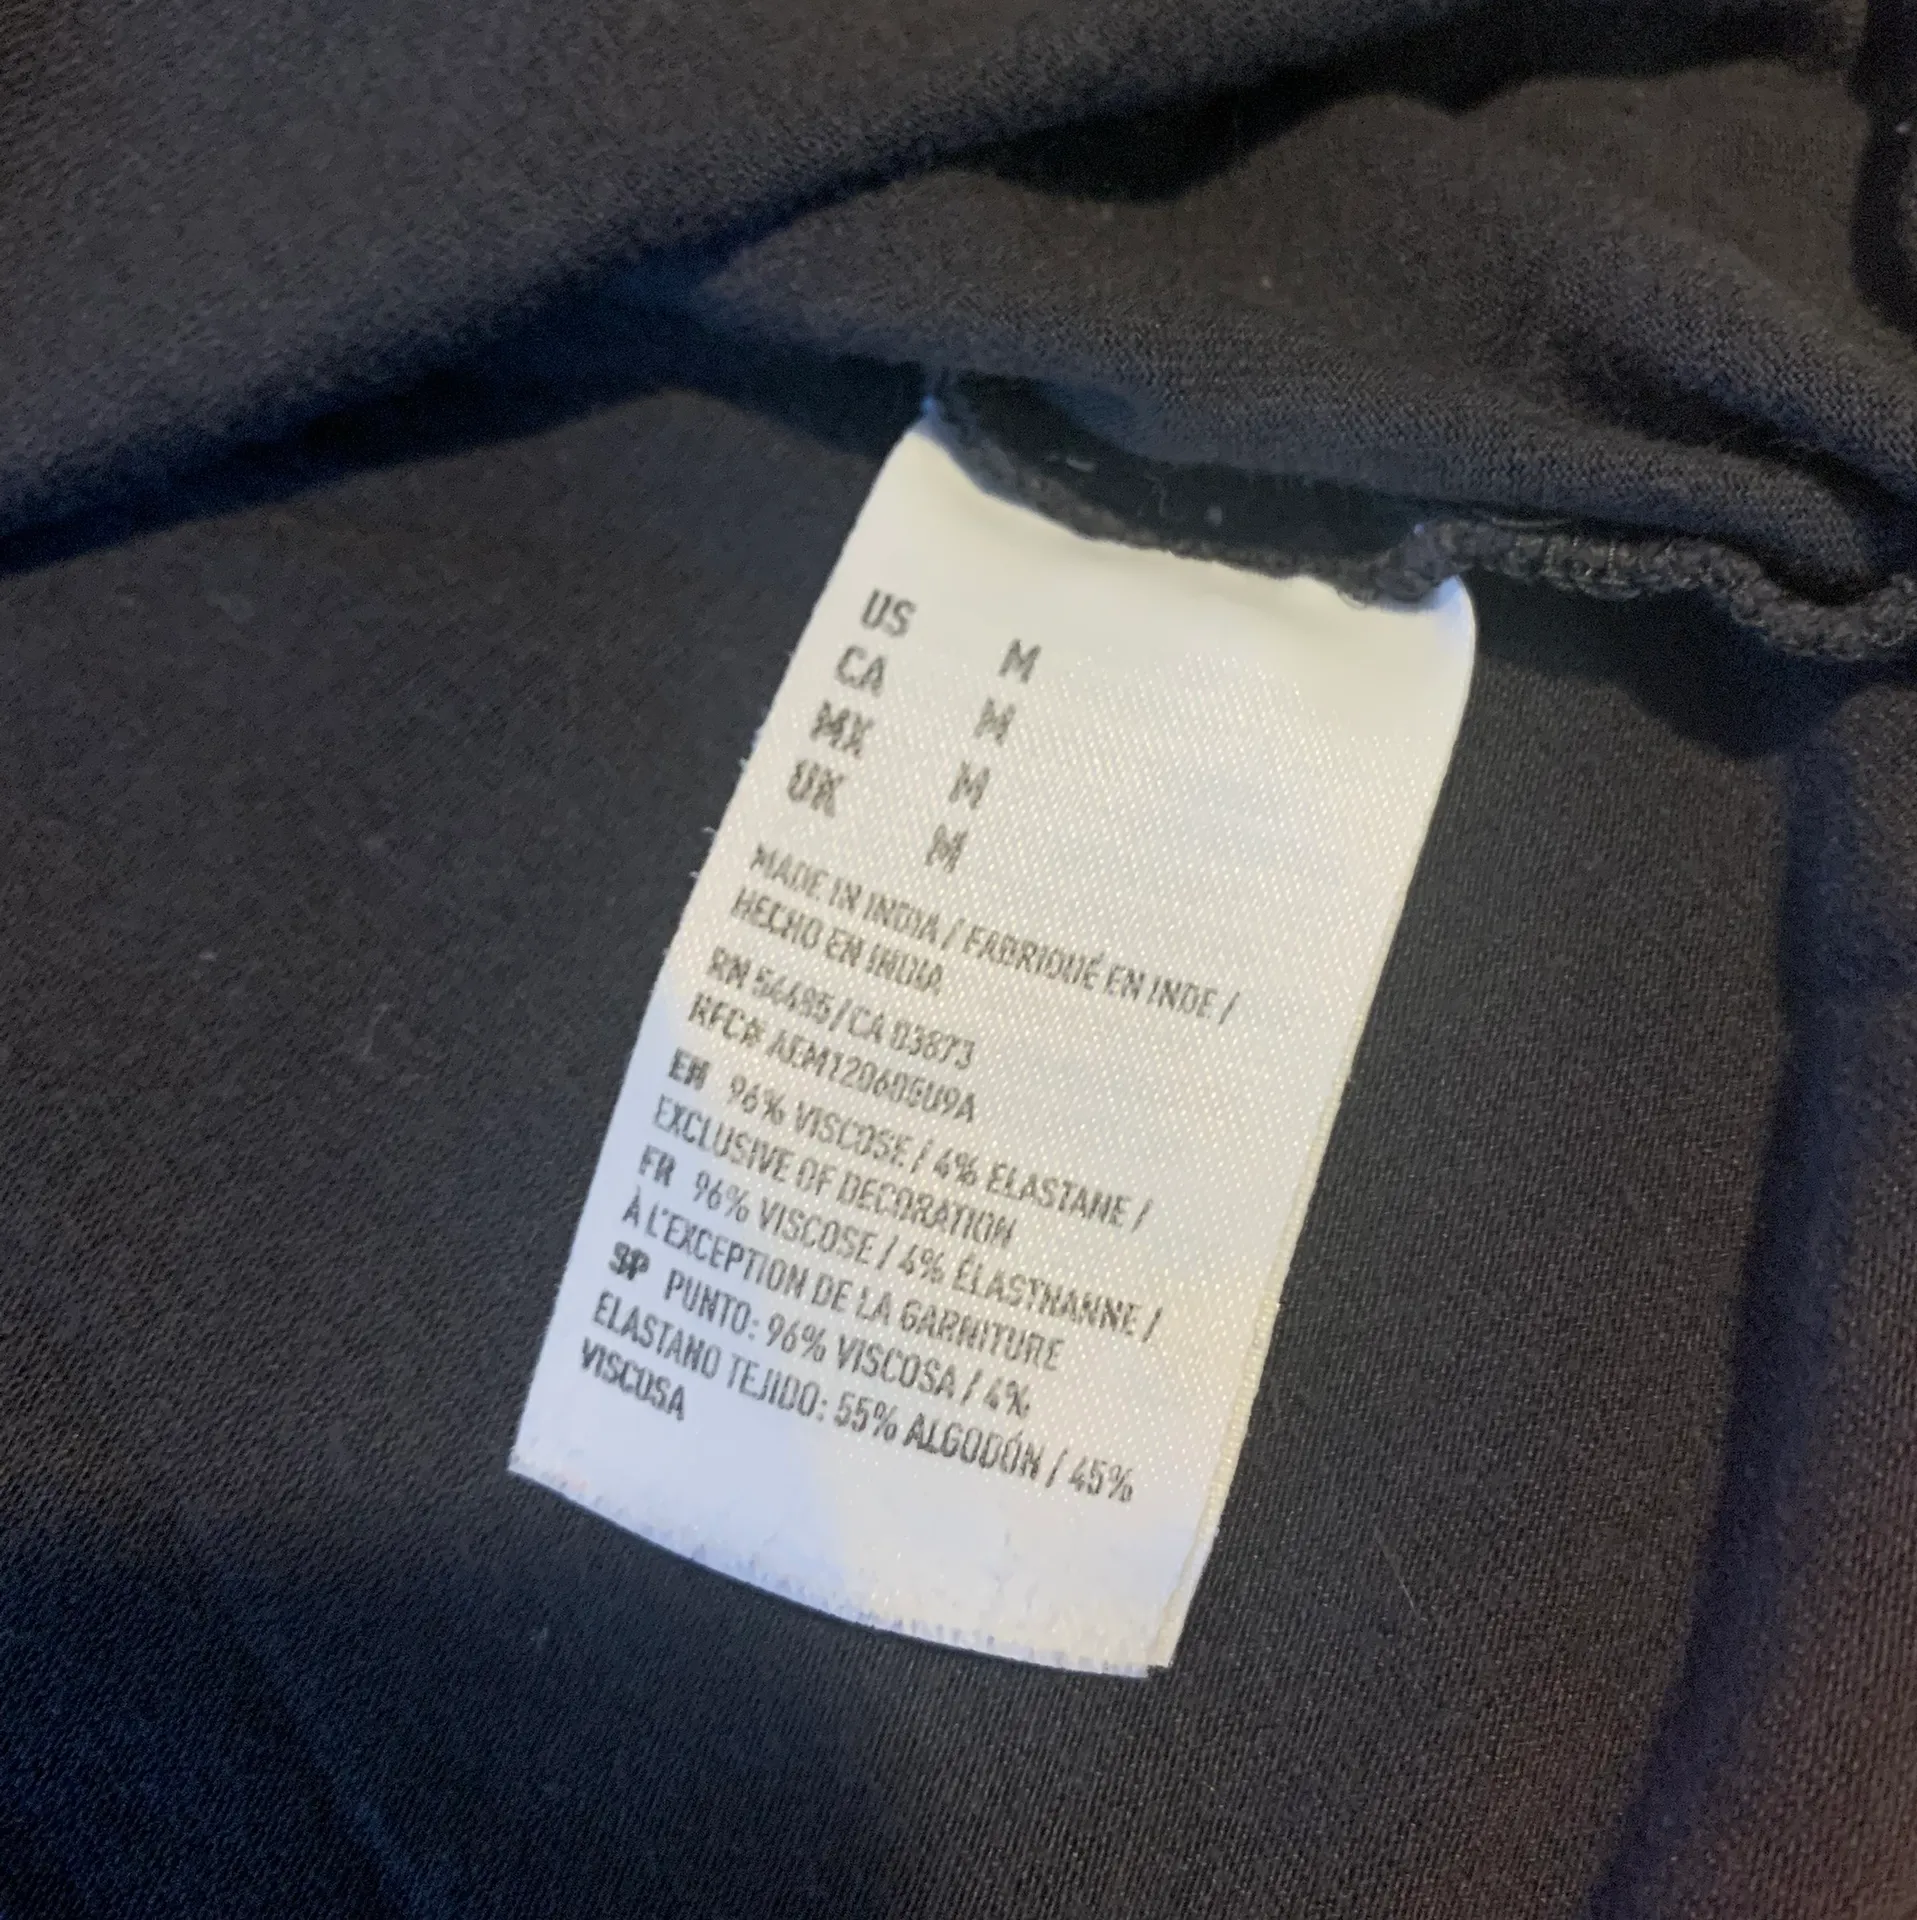 US M
CA M
MX M
UK M
MADE IN INDIA / FABRIQUÉ EN INDE /
HECHO EN INDIA
RN 54485/CA 03873
RFC# AEM120605U9A
EN 96% VISCOSE / 4% ELASTANE /
EXCLUSIVE OF DECORATION
FR 96% VISCOSE / 4% ÉLASTHANNE /
À L'EXCEPTION DE LA GARNITURE
SP PUNTO: 96% VISCOSA / 4%
ELASTANO TEJIDO: 55% ALGODÓN / 45%
VISCOSA